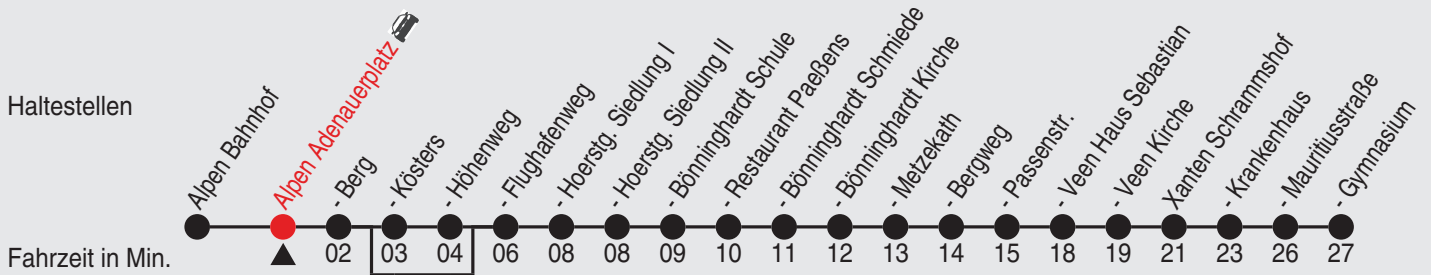 Haltestellen
Alpen Bahnhof
Alpen Adenauerplatz
- Berg
- Kösters
- Höhenweg
- Flughafenweg
- Hoerstg. Siedlung I
- Hoerstg. Siedlung II
- Bönninghardt Schule
- Restaurant Paeßens
- Bönninghardt Schmiede
- Bönninghardt Kirche
- Metzekath
- Bergweg
- Passenstr.
- Veen Haus Sebastian
- Veen Kirche
Xanten Schrammshof
- Krankenhaus
- Mauritiusstraße
- Gymnasium
Fahrzeit in Min. 02 03 04 06 08 08 09 10 11 12 13 14 15 18 19 21 23 26 27